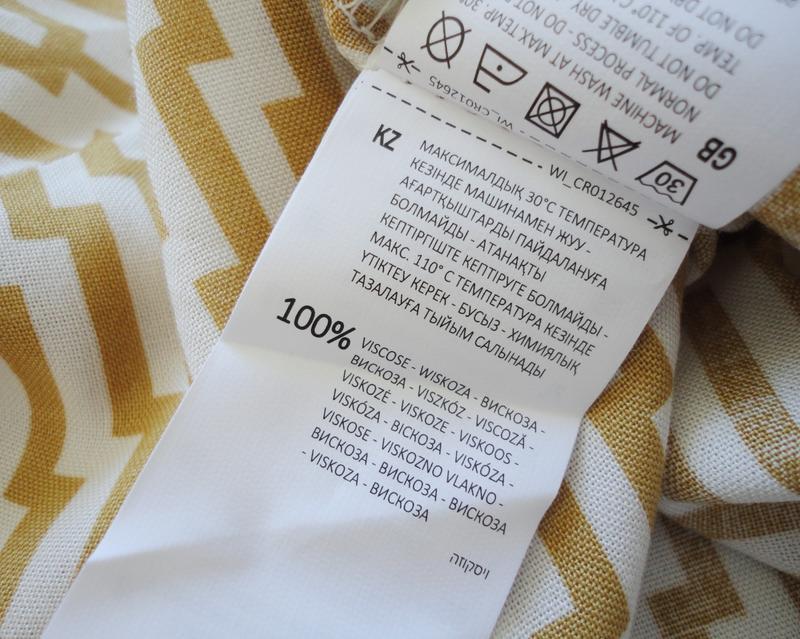 GB
MACHINE WASH AT MAX TEMP. 30°
NORMAL PROCESS - DO NOT
DO NOT TUMBLE DRY
TEMP. OF 110°C
DO NOT DRY
30
WI_CR012645
WI_CR012645
KZ
МАКСИМАЛДЫҚ 30°C ТЕМПЕРАТУРА
КЕЗІНДЕ МАШИНАМЕН ЖУУ -
АҒАРТҚЫШТАРДЫ ПАЙДАЛАНУҒА
БОЛМАЙДЫ - АТАНАҚТЫ
КЕПТІРГІШТЕ КЕПТІРУГЕ БОЛМАЙДЫ -
МАКС. 110° C ТЕМПЕРАТУРА КЕЗІНДЕ
ҮТІКТЕУ КЕРЕК - БУСЫЗ - ХИМИЯЛЫҚ
ТАЗАЛАУҒА ТЫЙЫМ САЛЫНАДЫ
100%
VISCOSE - WISKOZA - ВИСКОЗА -
ВИСКОЗА - VISZKÓZ - VISCOZĂ -
VISKOZĖ - VISKOZE - VISKOOS -
VISKÓZA - ВІСКОЗА - VISKÓZA -
VISKOSE - VISKOZNO VLAKNO -
ВИСКОЗА - ВИСКОЗА - ВИСКОЗА
- VISKOZA - ВИСКОЗА
ויסקוזה